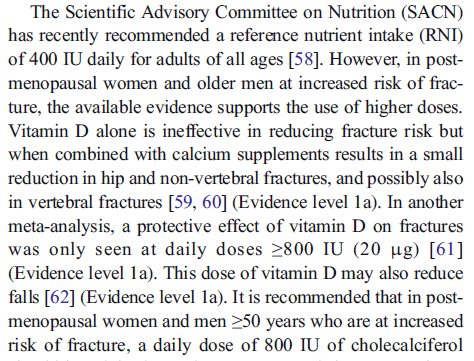 The Scientific Advisory Committee on Nutrition (SACN)
has recently recommended a reference nutrient intake (RNI)
of 400 IU daily for adults of all ages [58]. However, in post-
menopausal women and older men at increased risk of frac-
ture, the available evidence supports the use of higher doses.
Vitamin D alone is ineffective in reducing fracture risk but
when combined with calcium supplements results in a small
reduction in hip and non-vertebral fractures, and possibly also
in vertebral fractures [59, 60] (Evidence level 1a). In another
meta-analysis, a protective effect of vitamin D on fractures
was only seen at daily doses ≥800 IU (20 μg) [61]
(Evidence level 1a). This dose of vitamin D may also reduce
falls [62] (Evidence level 1a). It is recommended that in post-
menopausal women and men ≥50 years who are at increased
risk of fracture, a daily dose of 800 IU of cholecalciferol